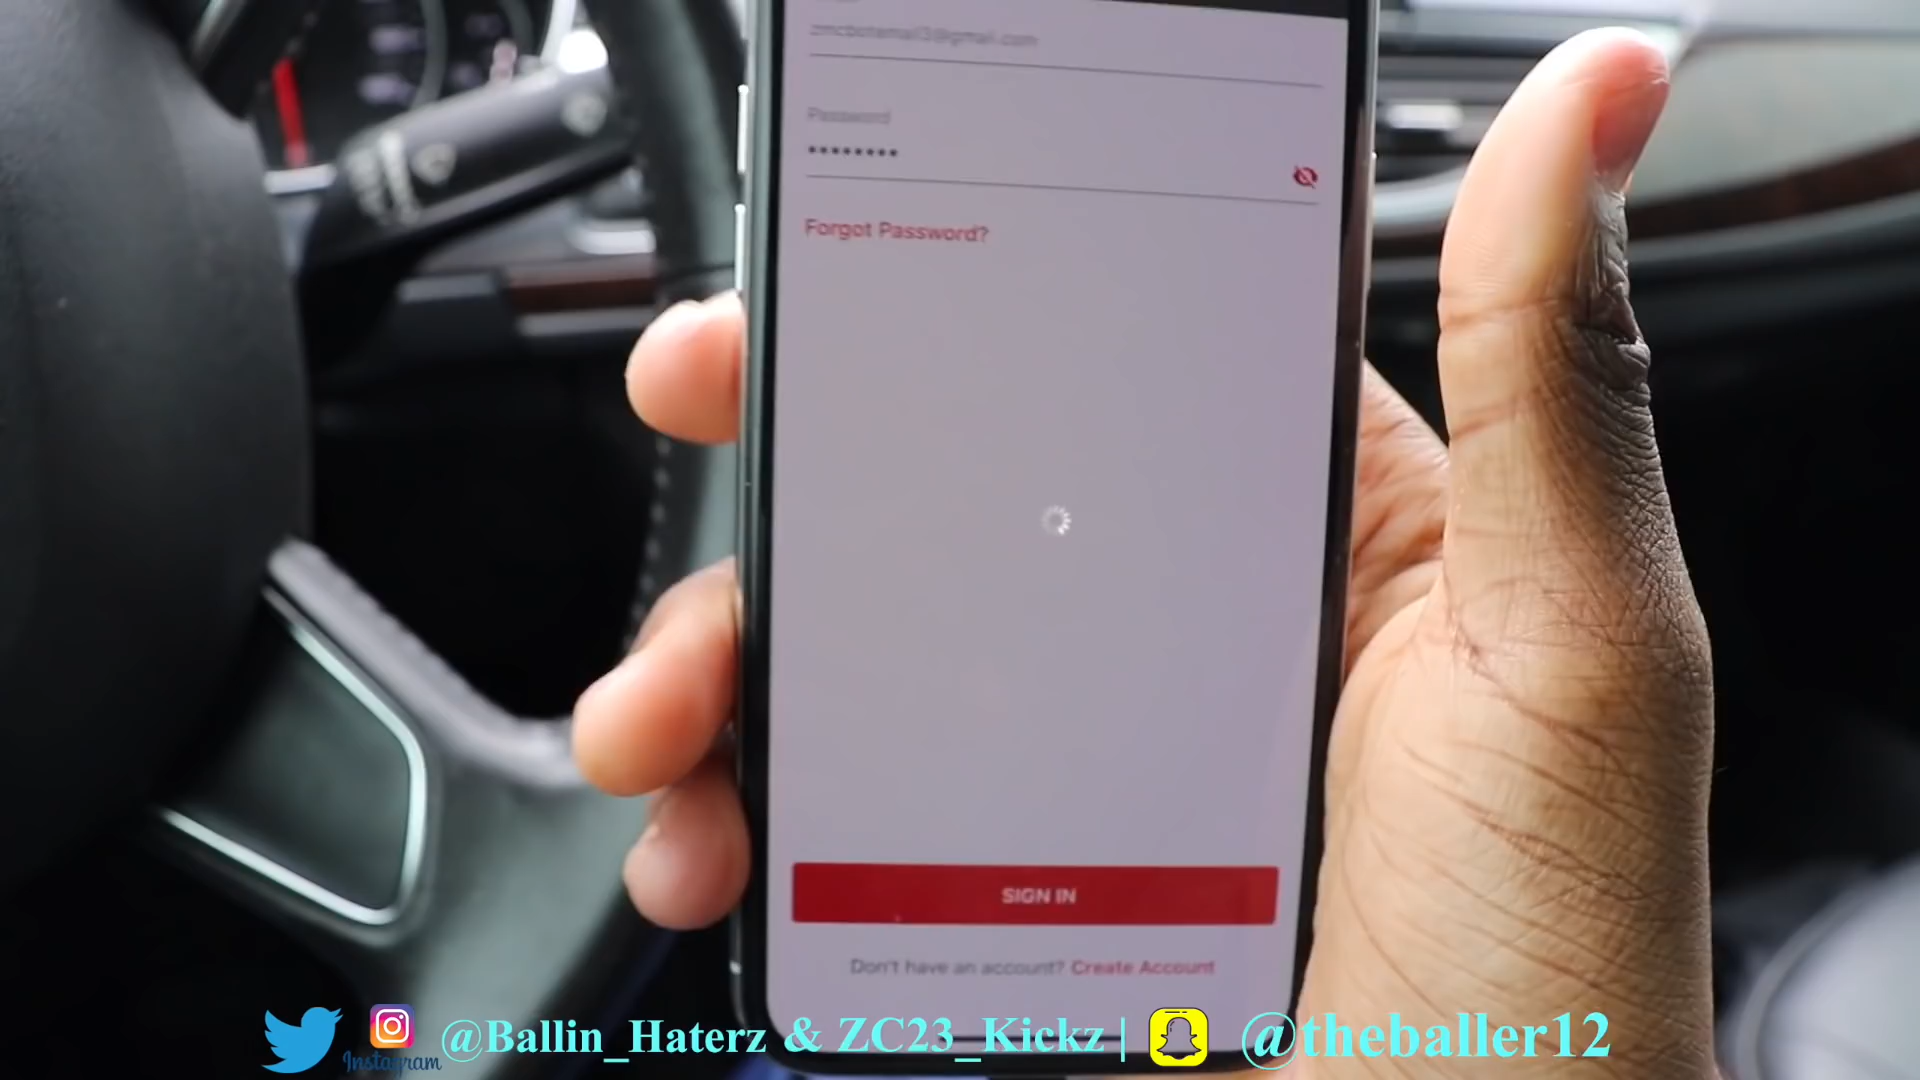 Password
••••••••
Forgot Password?
SIGN IN
Don't have an account? Create Account
Instagram @Ballin_Haterz & ZC23_Kickz | @theballer12